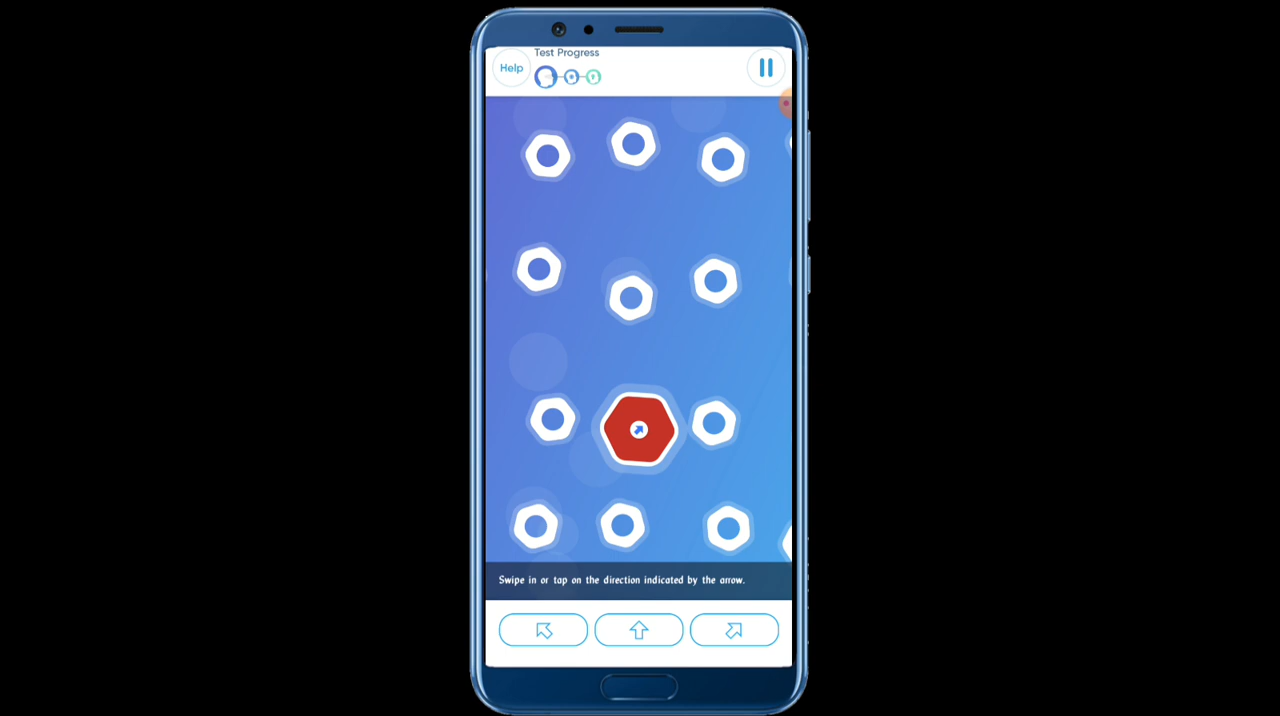 Test Progress
Help
Swipe in or tap on the direction indicated by the arrow.